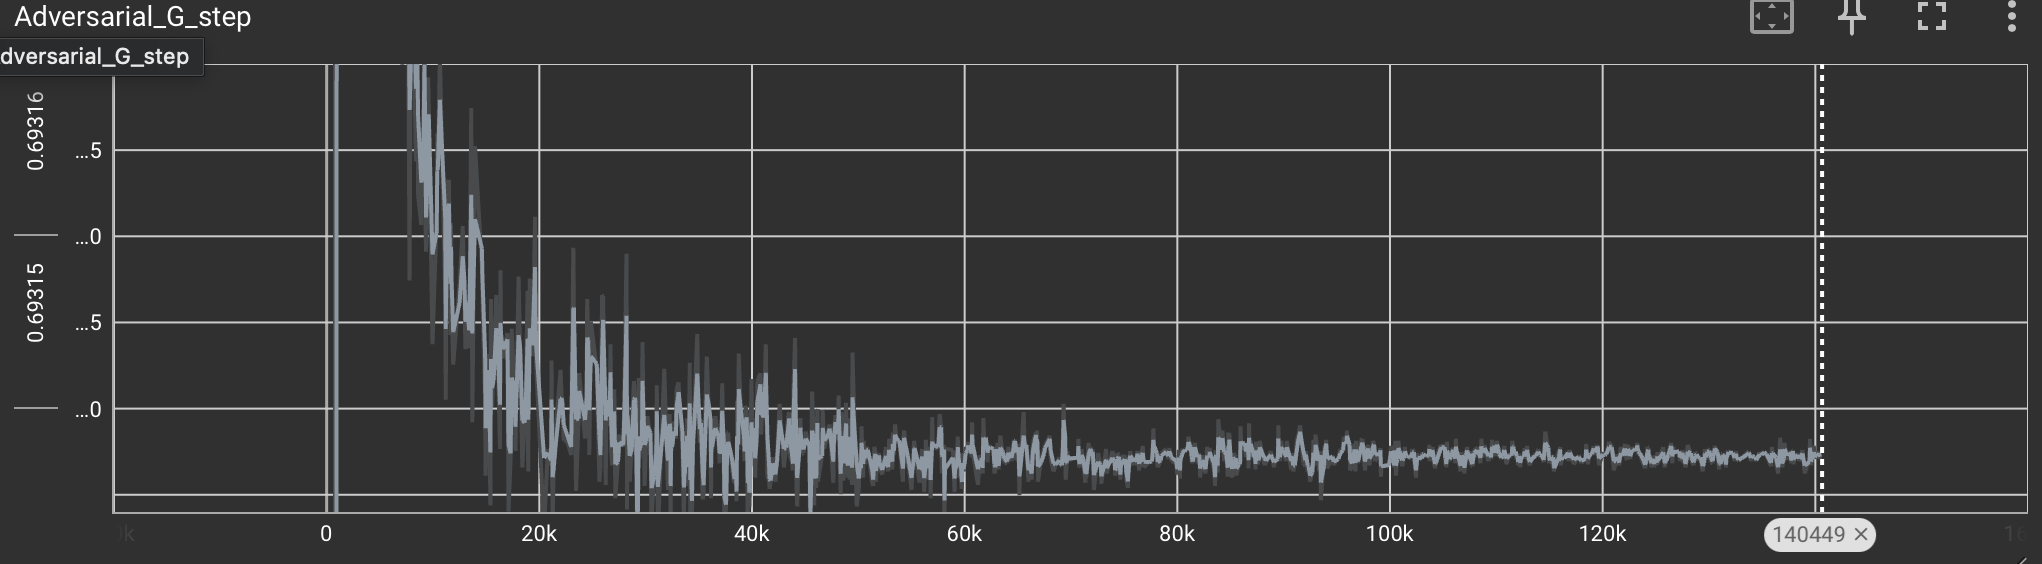 Adversarial_G_step
dversarial_G_step
0.69316
...5
...0
0.69315
...5
...0
0 20k 40k 60k 80k 100k 120k 140449 ×